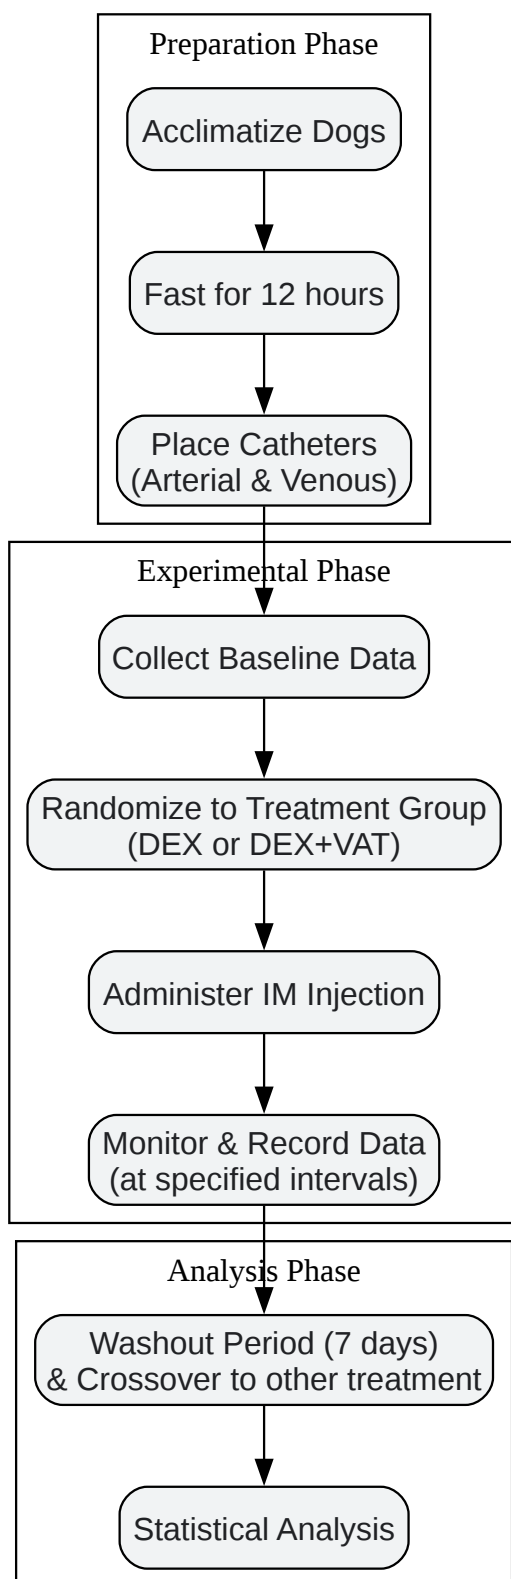 Preparation Phase
Acclimatize Dogs
Fast for 12 hours
Place Catheters
(Arterial & Venous)
Experimental Phase
Collect Baseline Data
Randomize to Treatment Group
(DEX or DEX+VAT)
Administer IM Injection
Monitor & Record Data
(at specified intervals)
Analysis Phase
Washout Period (7 days)
& Crossover to other treatment
Statistical Analysis